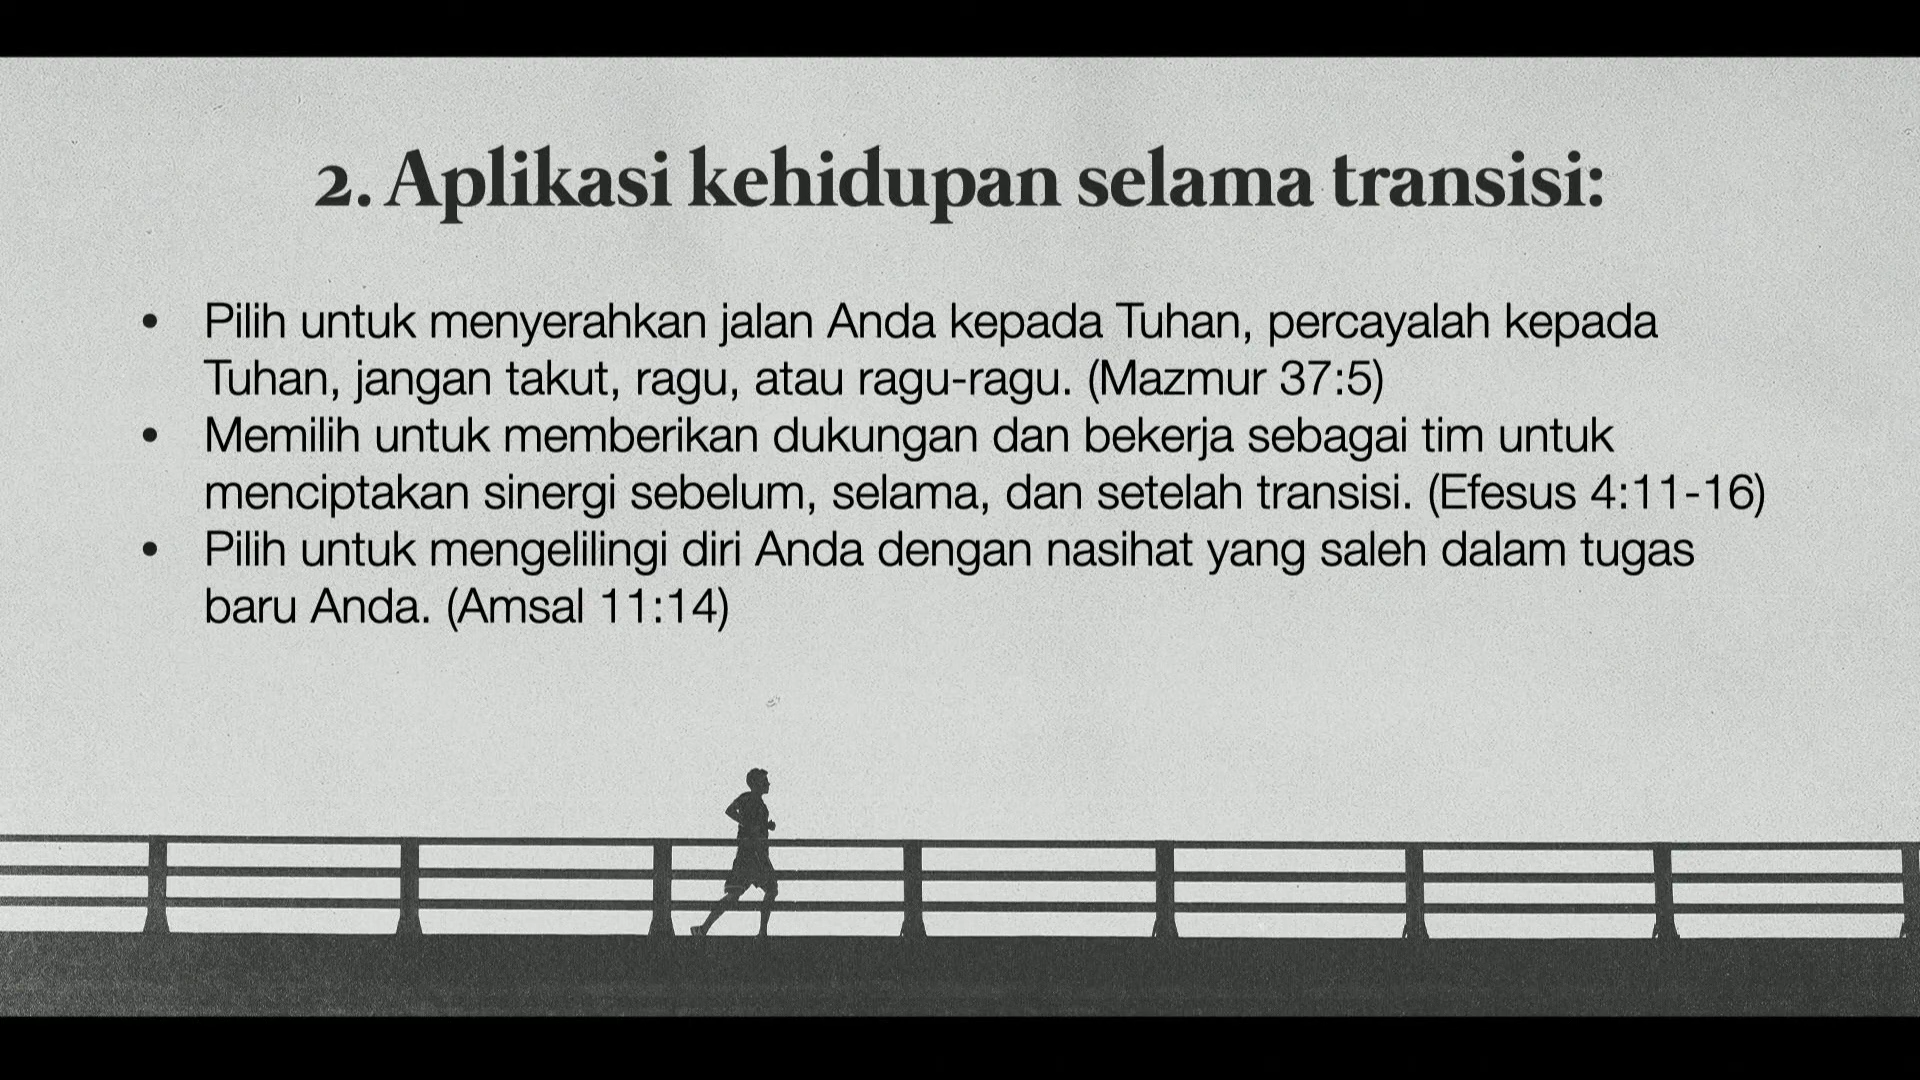 2. Aplikasi kehidupan selama transisi:
• Pilih untuk menyerahkan jalan Anda kepada Tuhan, percayalah kepada
Tuhan, jangan takut, ragu, atau ragu-ragu. (Mazmur 37:5)
• Memilih untuk memberikan dukungan dan bekerja sebagai tim untuk
menciptakan sinergi sebelum, selama, dan setelah transisi. (Efesus 4:11-16)
• Pilih untuk mengelilingi diri Anda dengan nasihat yang saleh dalam tugas
baru Anda. (Amsal 11:14)